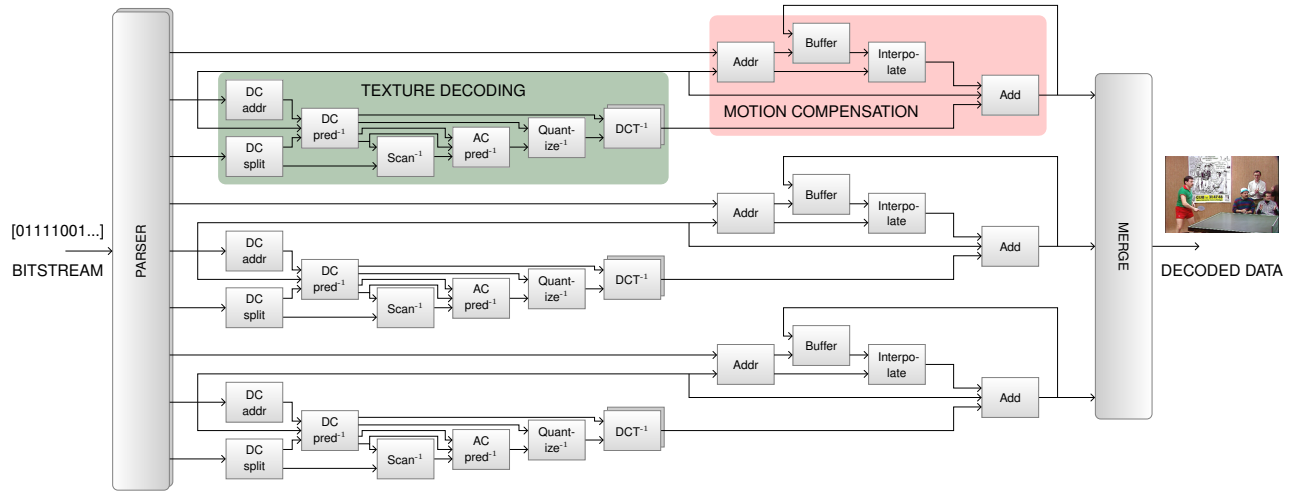 [01111001...]
BITSTREAM
PARSER
TEXTURE DECODING
DC
addr
DC
split
DC
pred-1
Scan-1
AC
pred-1
Quant-
ize-1
DCT-1
MOTION COMPENSATION
Addr
Buffer
Interpo-
late
Add
DC
addr
DC
split
DC
pred-1
Scan-1
AC
pred-1
Quant-
ize-1
DCT-1
Addr
Buffer
Interpo-
late
Add
DC
addr
DC
split
DC
pred-1
Scan-1
AC
pred-1
Quant-
ize-1
DCT-1
Addr
Buffer
Interpo-
late
Add
MERGE
DECODED DATA